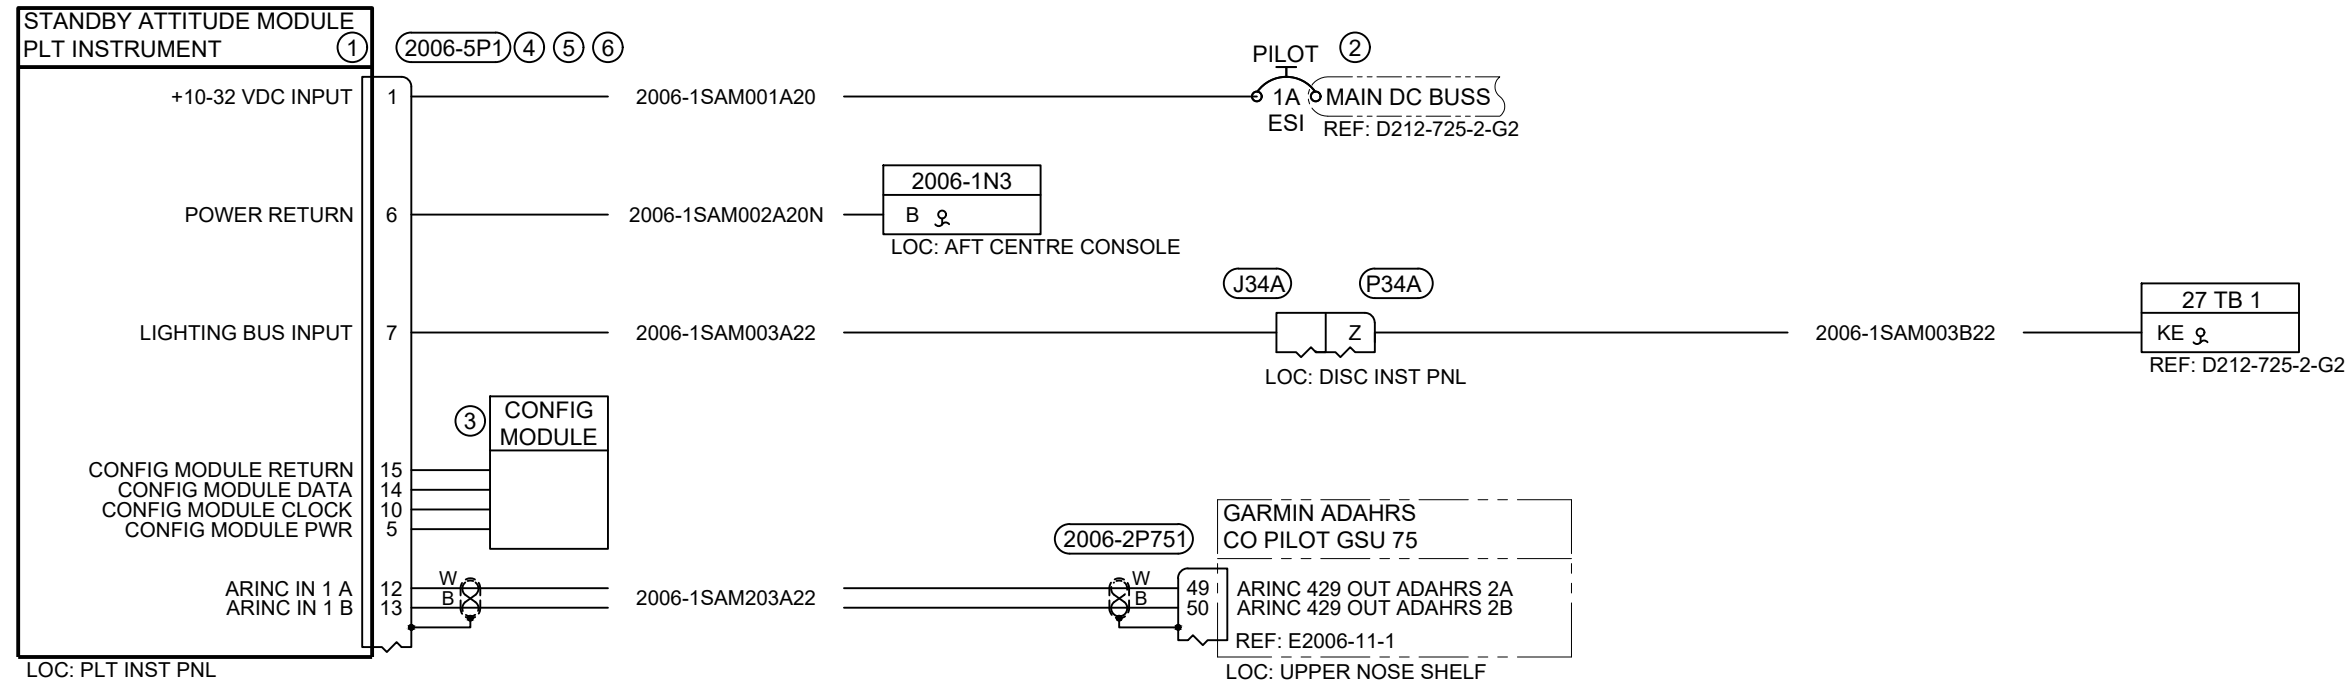 STANDBY ATTITUDE MODULE
PLT INSTRUMENT 1
2006-5P1 4 5 6
PILOT 2
+10-32 VDC INPUT 1 2006-1SAM001A20 1A MAIN DC BUSS
ESI REF: D212-725-2-G2
2006-1N3
POWER RETURN 6 2006-1SAM002A20N B
LOC: AFT CENTRE CONSOLE
J34A P34A
27 TB 1
LIGHTING BUS INPUT 7 2006-1SAM003A22 Z 2006-1SAM003B22 KE
REF: D212-725-2-G2
LOC: DISC INST PNL
3 CONFIG
MODULE
CONFIG MODULE RETURN 15
CONFIG MODULE DATA 14
CONFIG MODULE CLOCK 10
CONFIG MODULE PWR 5
GARMIN ADAHRS
2006-2P751 CO PILOT GSU 75
ARINC IN 1 A 12 W W 49 ARINC 429 OUT ADAHRS 2A
2006-1SAM203A22
ARINC IN 1 B 13 B B 50 ARINC 429 OUT ADAHRS 2B
REF: E2006-11-1
LOC: PLT INST PNL LOC: UPPER NOSE SHELF